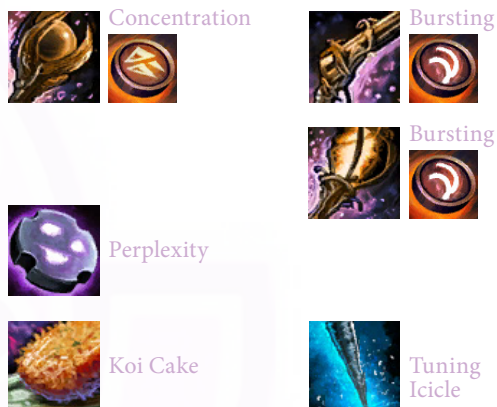 Concentration
Bursting
Bursting
Perplexity
Koi Cake
Tuning
Icicle